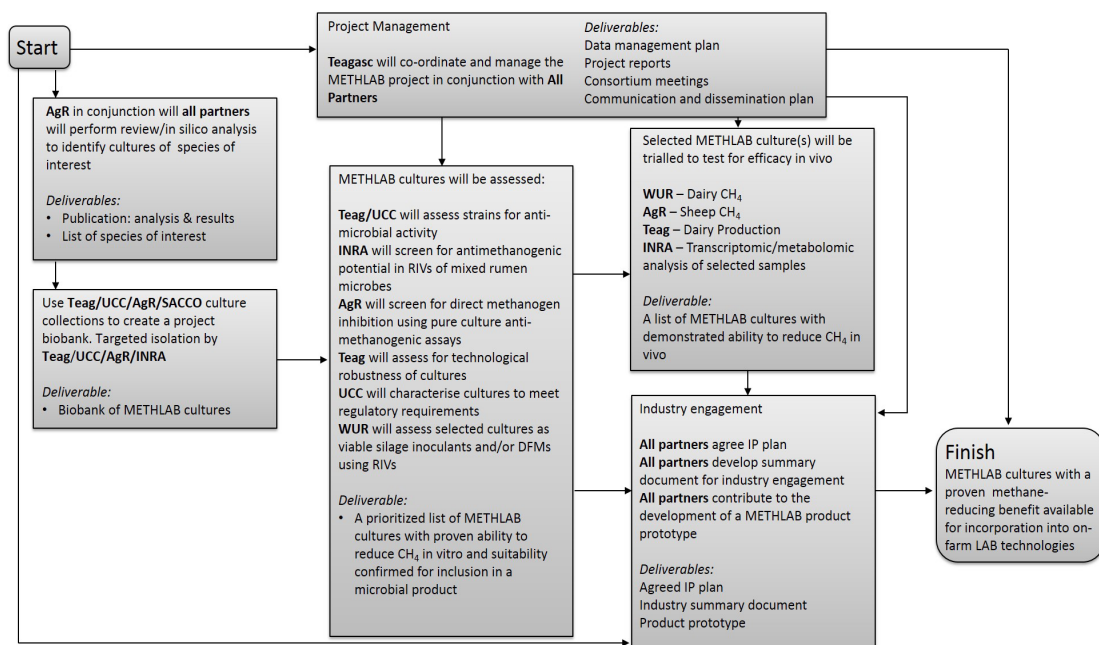 Start
Project Management
Teagasc will co-ordinate and manage the
METHLAB project in conjunction with All
Partners
Deliverables:
Data management plan
Project reports
Consortium meetings
Communication and dissemination plan
AgR in conjunction will all partners
will perform review/in silico analysis
to identify cultures of species of
interest
Deliverables:
• Publication: analysis & results
• List of species of interest
Use Teag/UCC/AgR/SACCO culture
collections to create a project
biobank. Targeted isolation by
Teag/UCC/AgR/INRA
Deliverable:
• Biobank of METHLAB cultures
METHLAB cultures will be assessed:
Teag/UCC will assess strains for anti-
microbial activity
INRA will screen for antimethanogenic
potential in RIVs of mixed rumen
microbes
AgR will screen for direct methanogen
inhibition using pure culture anti-
methanogenic assays
Teag will assess for technological
robustness of cultures
UCC will characterise cultures to meet
regulatory requirements
WUR will assess selected cultures as
viable silage inoculants and/or DFMs
using RIVs
Deliverable:
• A prioritized list of METHLAB
cultures with proven ability to
reduce CH₄ in vitro and suitability
confirmed for inclusion in a
microbial product
Selected METHLAB culture(s) will be
trialled to test for efficacy in vivo
WUR – Dairy CH₄
AgR – Sheep CH₄
Teag – Dairy Production
INRA – Transcriptomic/metabolomic
analysis of selected samples
Deliverable:
A list of METHLAB cultures with
demonstrated ability to reduce CH₄ in
vivo
Industry engagement
All partners agree IP plan
All partners develop summary
document for industry engagement
All partners contribute to the
development of a METHLAB product
prototype
Deliverables:
Agreed IP plan
Industry summary document
Product prototype
Finish
METHLAB cultures with a
proven methane-
reducing benefit available
for incorporation into on-
farm LAB technologies